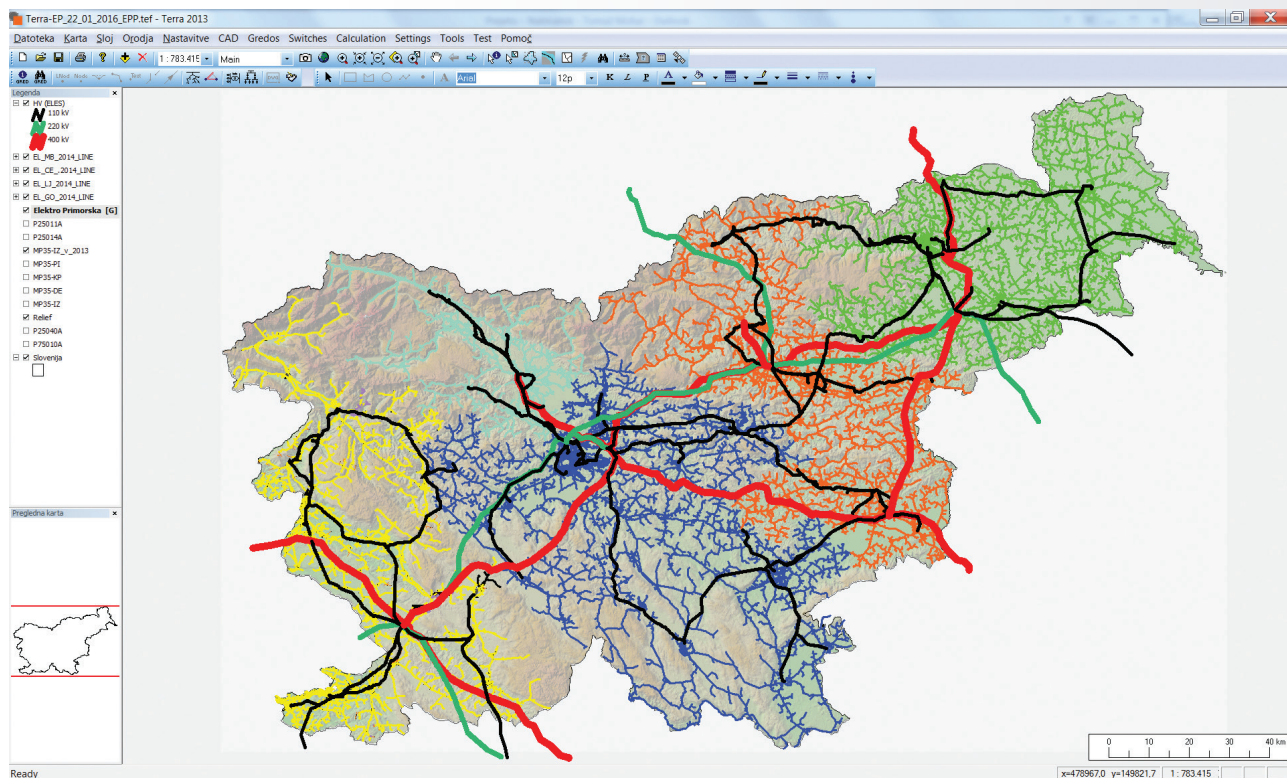 Terra-EP_22_01_2016_EPP.tef - Terra 2013
Datoteka Karta Sloj Orodja Nastavitve CAD Gredos Switches Calculation Settings Tools Test Pomoč
1 : 783.415 Main
Arial 12p K L P A
Legenda
HV (ELES)
110 kV
220 kV
400 kV
EL_MB_2014_LINE
EL_CE_2014_LINE
EL_LJ_2014_LINE
EL_GO_2014_LINE
Elektro Primorska [G]
P25011A
P25014A
MP35-IZ_v_2013
MP35-PI
MP35-KP
MP35-DE
MP35-IZ
Relief
P25040A
P75010A
Slovenija
Pregledna karta
0 10 20 30 40 km
Ready
x=478967,0 y=149821,7 1 : 783.415